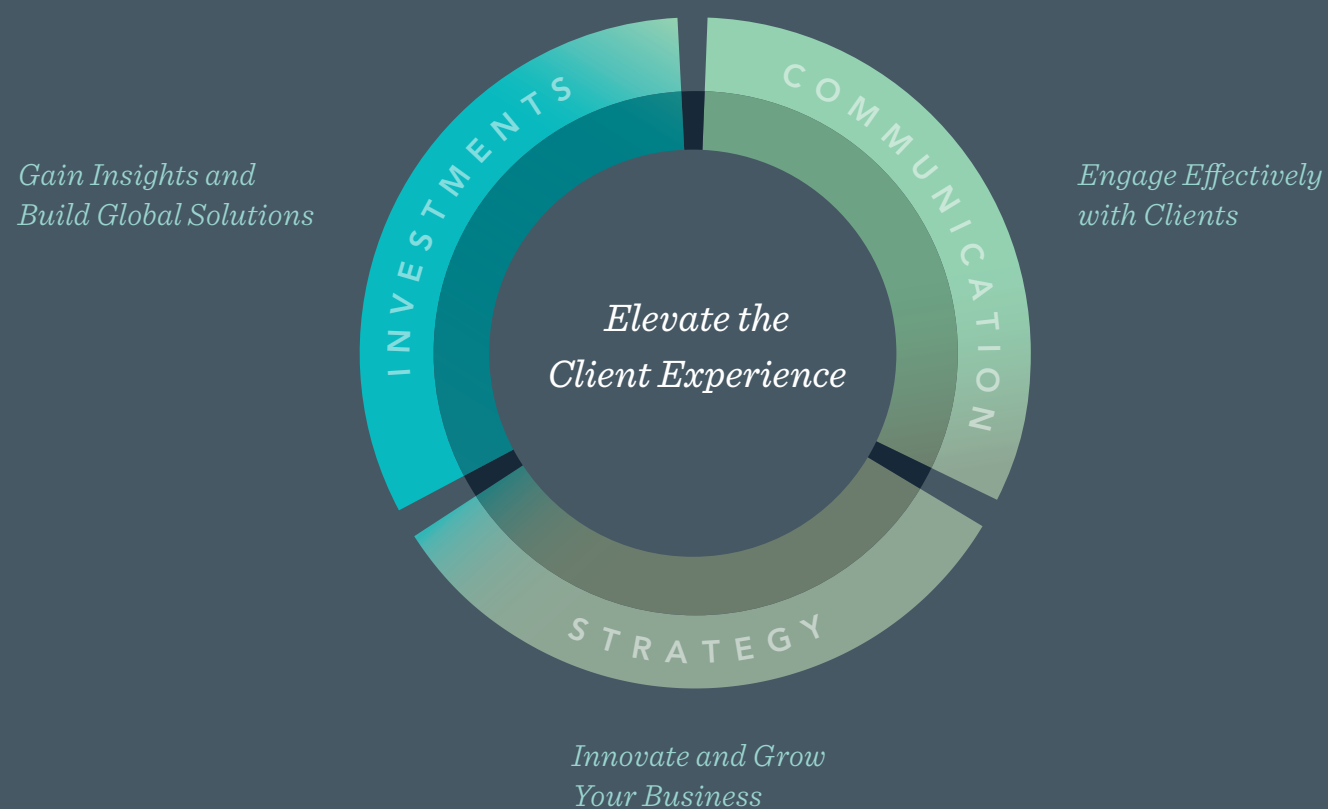 INVESTMENTS
COMMUNICATION
Gain Insights and
Build Global Solutions
Engage Effectively
with Clients
Elevate the
Client Experience
STRATEGY
Innovate and Grow
Your Business